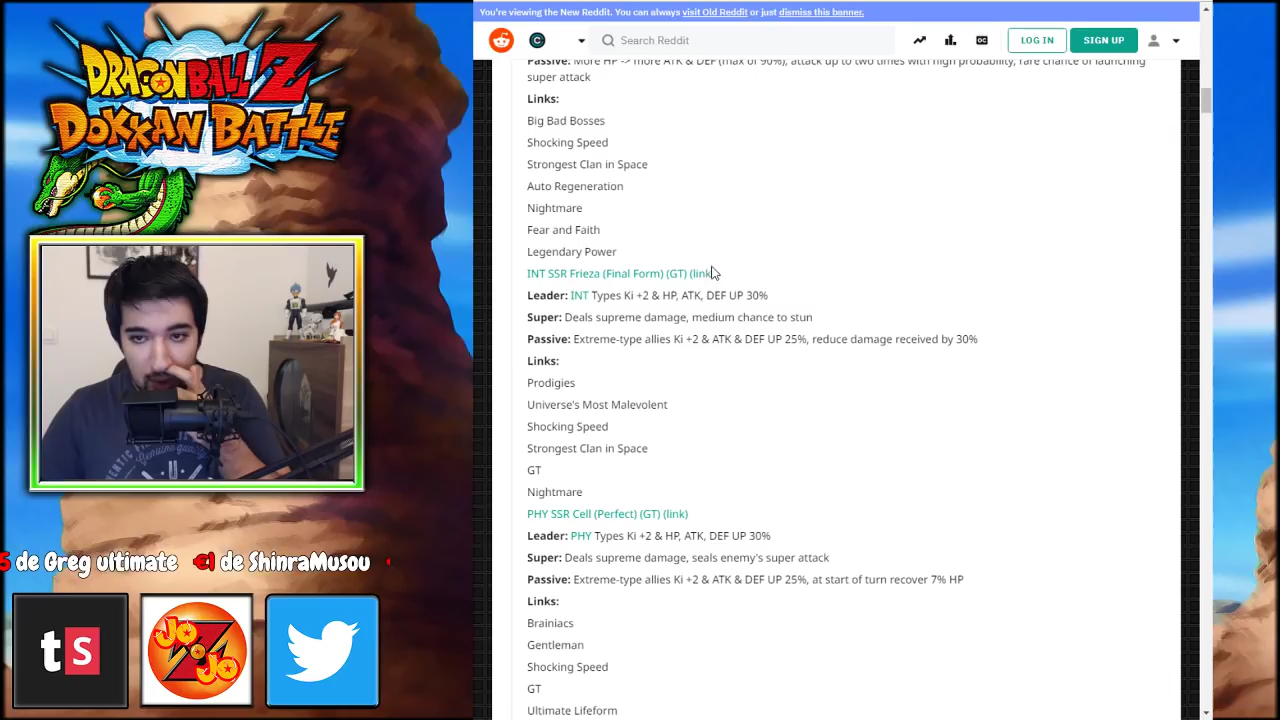 DRAGON BALL Z
DOKKAN BATTLE
de Greg ultimate
de ShinraMusou
tS
JO
JO
You're viewing the New Reddit. You can always visit Old Reddit or just dismiss this banner.
Search Reddit
LOG IN
SIGN UP
Passive: More HP -> more ATK & DEF (max of 90%), attack up to two times with high probability, rare chance of launching
super attack
Links:
Big Bad Bosses
Shocking Speed
Strongest Clan in Space
Auto Regeneration
Nightmare
Fear and Faith
Legendary Power
INT SSR Frieza (Final Form) (GT) (link)
Leader: INT Types Ki +2 & HP, ATK, DEF UP 30%
Super: Deals supreme damage, medium chance to stun
Passive: Extreme-type allies Ki +2 & ATK & DEF UP 25%, reduce damage received by 30%
Links:
Prodigies
Universe's Most Malevolent
Shocking Speed
Strongest Clan in Space
GT
Nightmare
PHY SSR Cell (Perfect) (GT) (link)
Leader: PHY Types Ki +2 & HP, ATK, DEF UP 30%
Super: Deals supreme damage, seals enemy's super attack
Passive: Extreme-type allies Ki +2 & ATK & DEF UP 25%, at start of turn recover 7% HP
Links:
Brainiacs
Gentleman
Shocking Speed
GT
Ultimate Lifeform